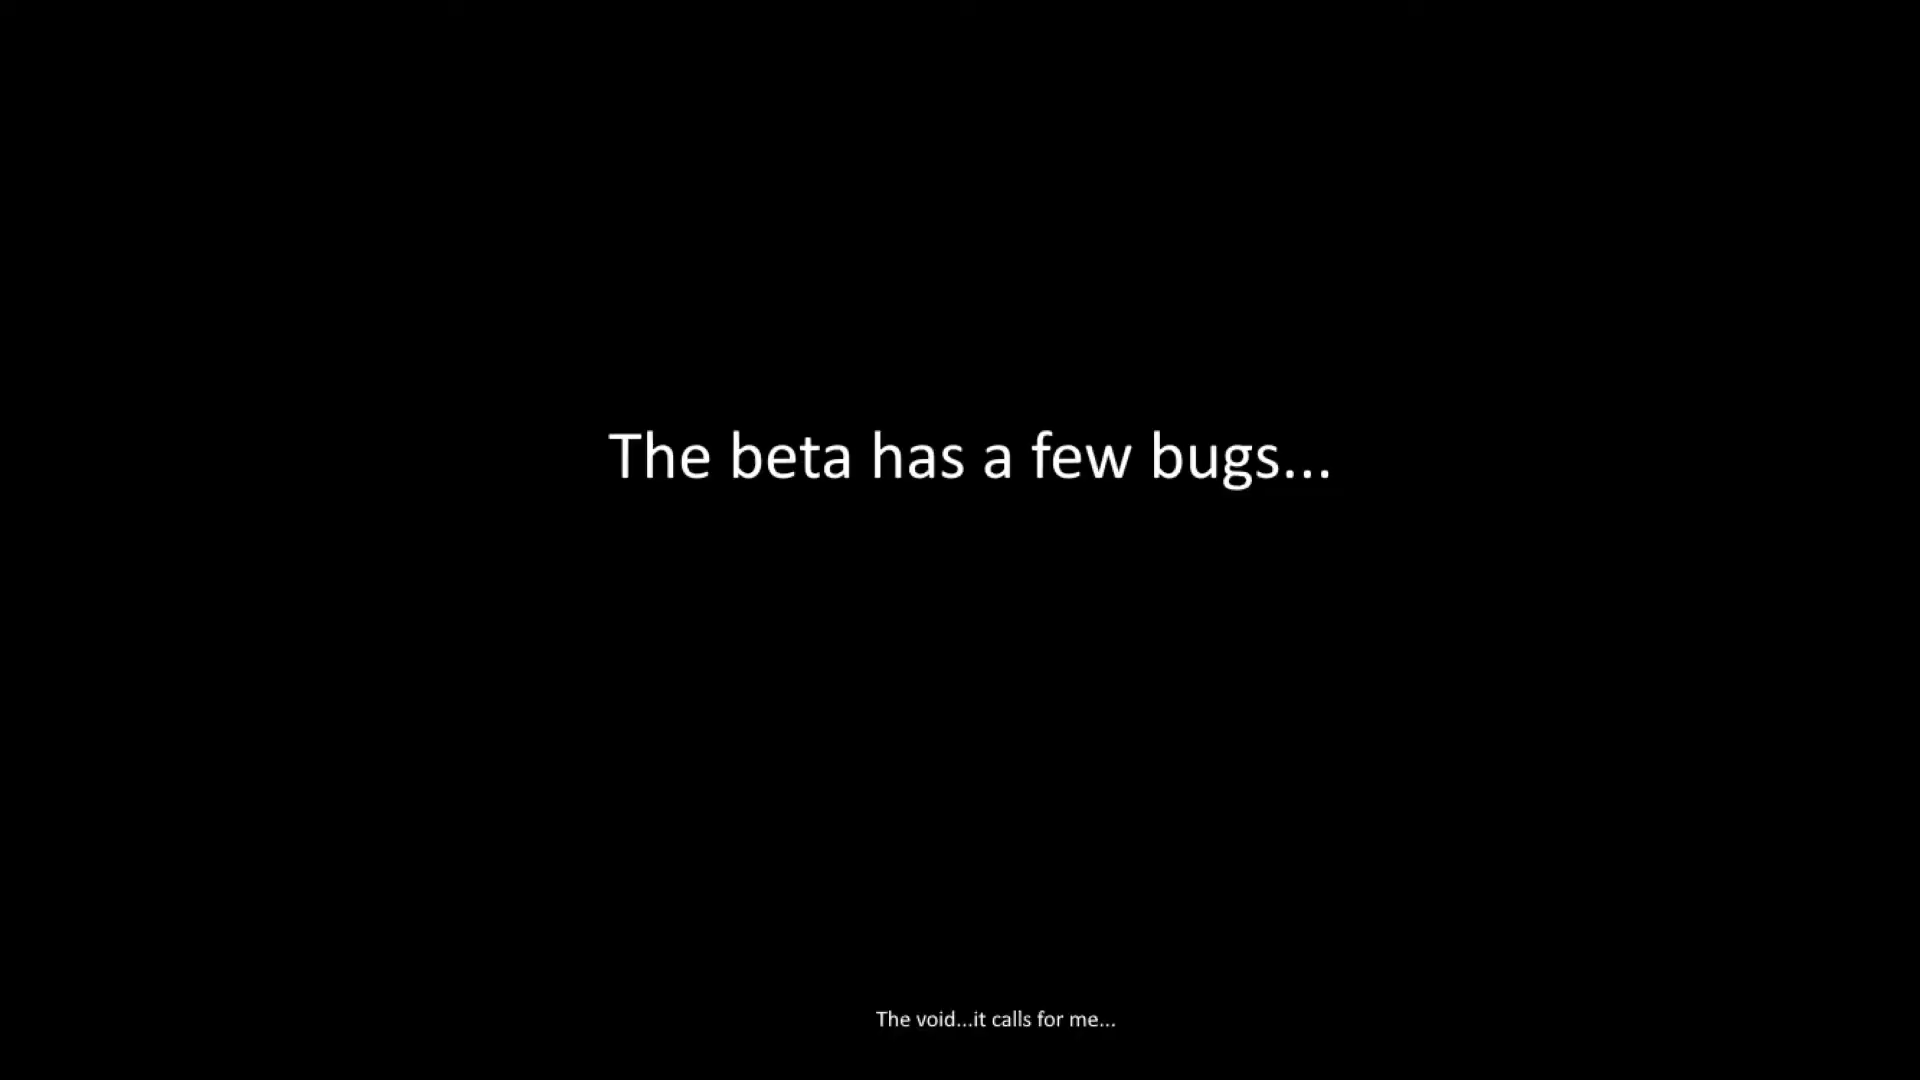 The beta has a few bugs...
The void...it calls for me...